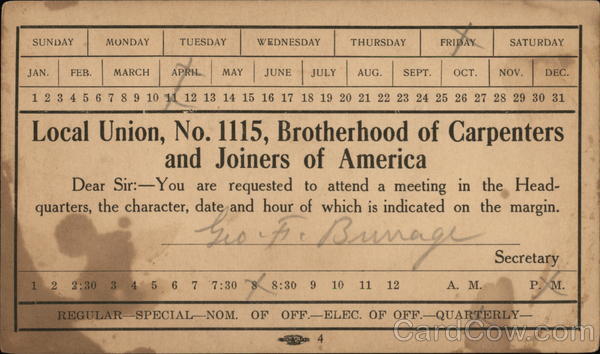 SUNDAY MONDAY TUESDAY WEDNESDAY THURSDAY FRIDAY SATURDAY
JAN. FEB. MARCH APRIL MAY JUNE JULY AUG. SEPT. OCT. NOV. DEC.
1 2 3 4 5 6 7 8 9 10 11 12 13 14 15 16 17 18 19 20 21 22 23 24 25 26 27 28 29 30 31
Local Union, No. 1115, Brotherhood of Carpenters
and Joiners of America
Dear Sir:—You are requested to attend a meeting in the Head-
quarters, the character, date and hour of which is indicated on the margin.
Geo. F. Burrage
Secretary
1 2 2:30 3 4 5 6 7 7:30 8 8:30 9 10 11 12 A. M. P. M.
REGULAR—SPECIAL—NOM. OF OFF.—ELEC. OF OFF.—QUARTERLY—
4
CardCow.com